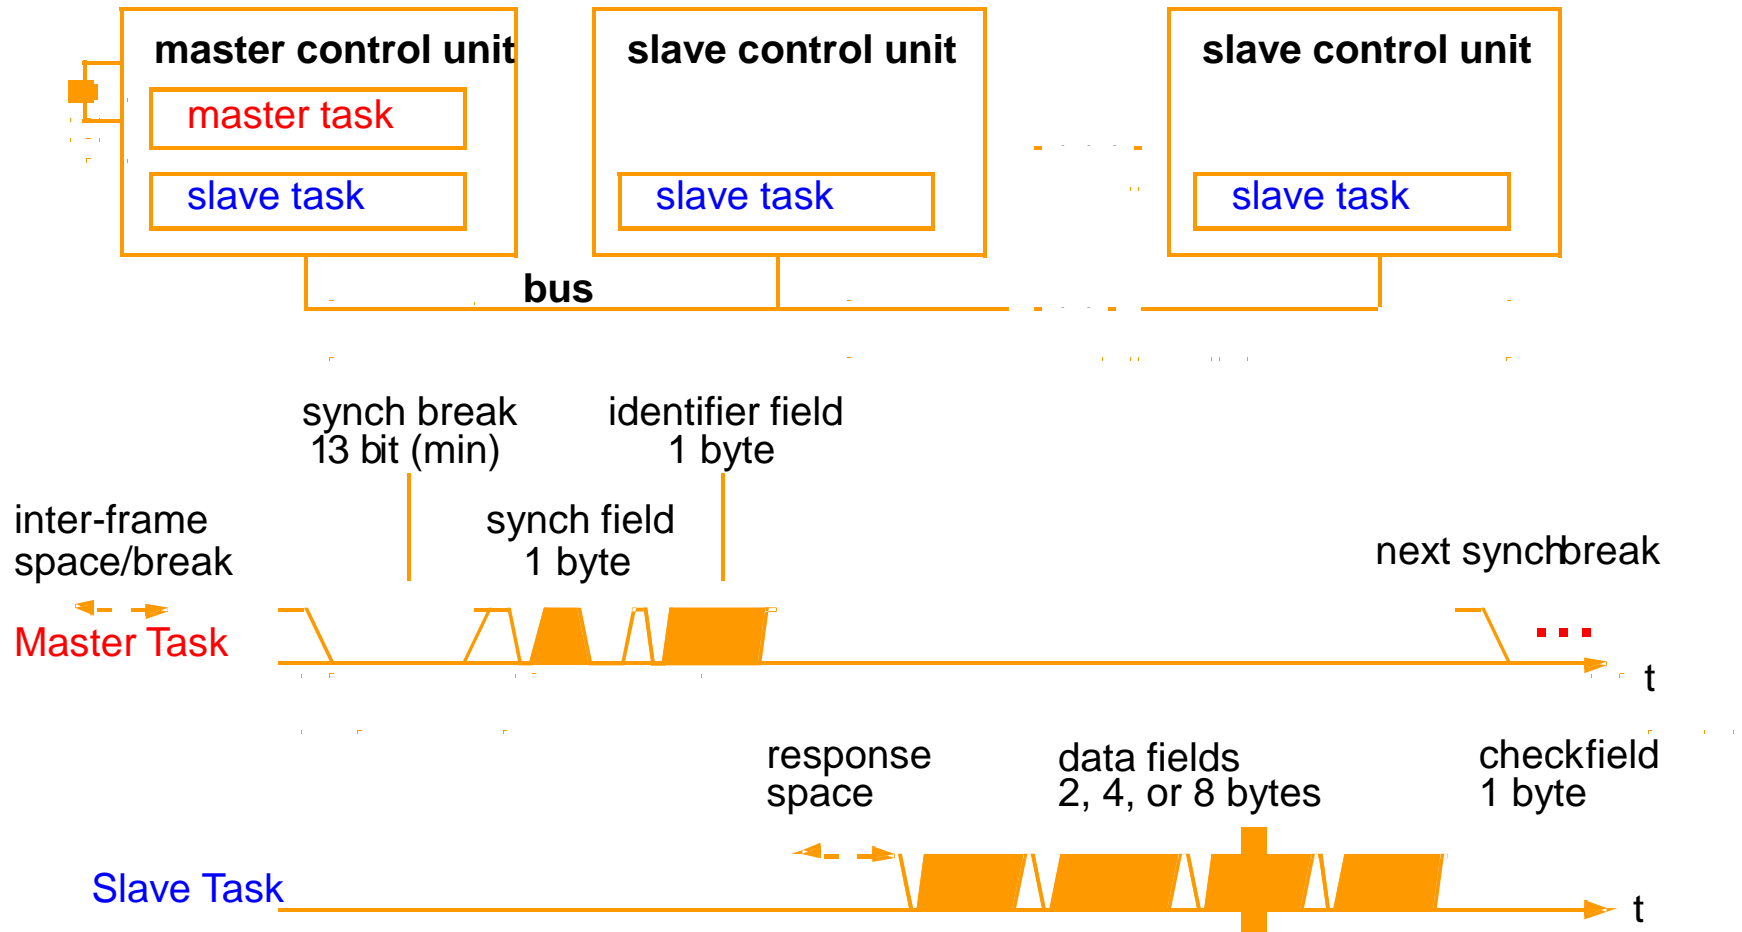 master control unit
slave control unit
slave control unit
master task
slave task
slave task
slave task
bus
synch break
13 bit (min)
identifier field
1 byte
inter-frame
space/break
synch field
1 byte
next synchbreak
Master Task
t
response
space
data fields
2, 4, or 8 bytes
checkfield
1 byte
Slave Task
t